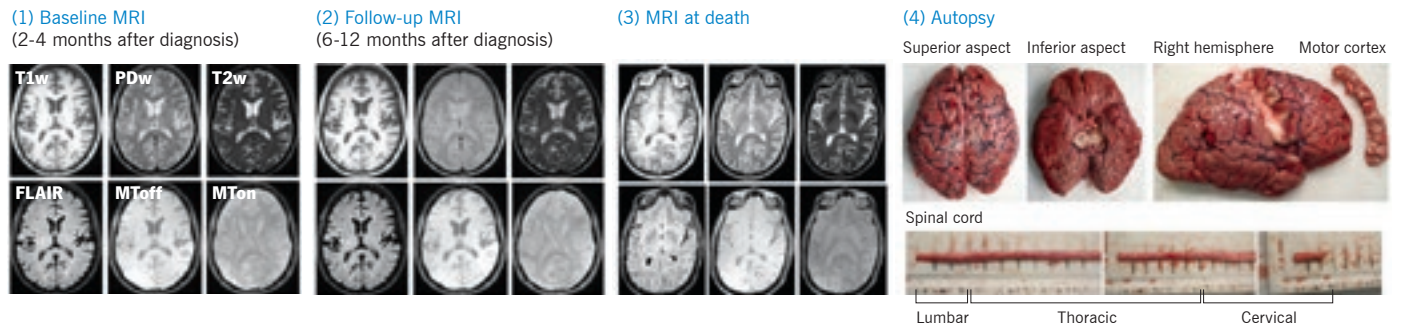 (1) Baseline MRI
(2-4 months after diagnosis)
T1w
PDw
T2w
FLAIR
MToff
MTon
(2) Follow-up MRI
(6-12 months after diagnosis)
(3) MRI at death
(4) Autopsy
Superior aspect
Inferior aspect
Right hemisphere
Motor cortex
Spinal cord
Lumbar
Thoracic
Cervical